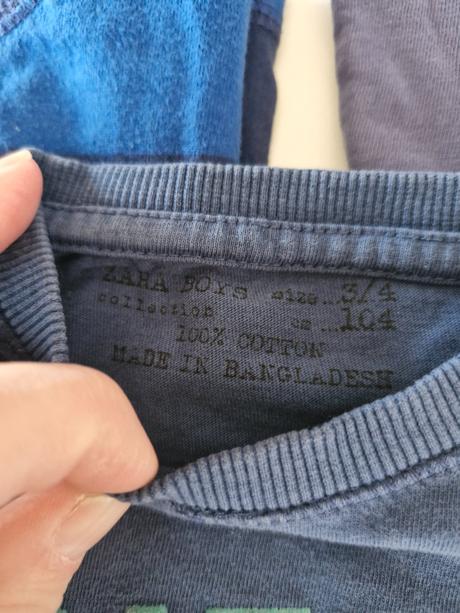 ZARA BOYS size...3/4
collection cm...104
100% COTTON
MADE IN BANGLADESH